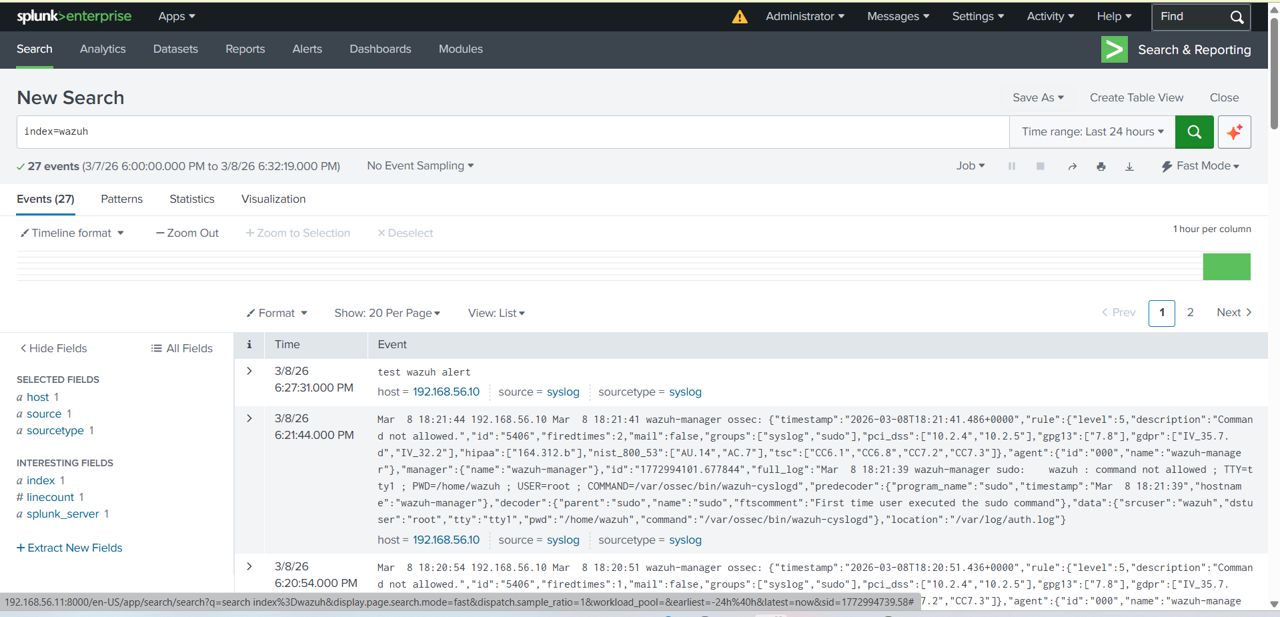 splunk>enterprise Apps Administrator Messages Settings Activity Help Find
Search Analytics Datasets Reports Alerts Dashboards Modules Search & Reporting
New Search Save As Create Table View Close
index=wazuh Time range: Last 24 hours
27 events (3/7/26 6:00:00.000 PM to 3/8/26 6:32:19.000 PM) No Event Sampling Job Fast Mode
Events (27) Patterns Statistics Visualization
Timeline format — Zoom Out + Zoom to Selection × Deselect 1 hour per column
Format Show: 20 Per Page View: List < Prev 1 2 Next >
< Hide Fields All Fields i Time Event
SELECTED FIELDS
a host 1
a source 1
a sourcetype 1
INTERESTING FIELDS
a index 1
# linecount 1
a splunk_server 1
+ Extract New Fields
> 3/8/26
6:27:31.000 PM
test wazuh alert
host = 192.168.56.10 source = syslog sourcetype = syslog
> 3/8/26
6:21:44.000 PM
Mar  8 18:21:44 192.168.56.10 Mar  8 18:21:41 wazuh-manager ossec: {"timestamp":"2026-03-08T18:21:41.486+0000","rule":{"level":5,"description":"Comma
nd not allowed.","id":"5406","firedtimes":2,"mail":false,"groups":["syslog","sudo"],"pci_dss":["10.2.4","10.2.5"],"gpg13":["7.8"],"gdpr":["IV_35.7.
d","IV_32.2"],"hipaa":["164.312.b"],"nist_800_53":["AU.14","AC.7"],"tsc":["CC6.1","CC6.8","CC7.2","CC7.3"]},"agent":{"id":"000","name":"wazuh-manage
r"},"manager":{"name":"wazuh-manager"},"id":"1772994101.677844","full_log":"Mar  8 18:21:39 wazuh-manager sudo:    wazuh : command not allowed ; TTY=t
ty1 ; PWD=/home/wazuh ; USER=root ; COMMAND=/var/ossec/bin/wazuh-cyslogd","predecoder":{"program_name":"sudo","timestamp":"Mar  8 18:21:39","hostnam
e":"wazuh-manager"},"decoder":{"parent":"sudo","name":"sudo","ftscomment":"First time user executed the sudo command"},"data":{"srcuser":"wazuh","dstu
ser":"root","tty":"tty1","pwd":"/home/wazuh","command":"/var/ossec/bin/wazuh-cyslogd"},"location":"/var/log/auth.log"}
host = 192.168.56.10 source = syslog sourcetype = syslog
> 3/8/26
6:20:54.000 PM
Mar  8 18:20:54 192.168.56.10 Mar  8 18:20:51 wazuh-manager ossec: {"timestamp":"2026-03-08T18:20:51.436+0000","rule":{"level":5,"description":"Comma
nd not allowed.","id":"5406","firedtimes":1,"mail":false,"groups":["syslog","sudo"],"pci_dss":["10.2.4","10.2.5"],"gpg13":["7.8"],"gdpr":["IV_35.7.
7.2","CC7.3"]},"agent":{"id":"000","name":"wazuh-manage
192.168.56.11:8000/en-US/app/search/search?q=search index%3Dwazuh&display.page.search.mode=fast&dispatch.sample_ratio=1&workload_pool=&earliest=-24h%40h&latest=now&sid=1772994739.58#